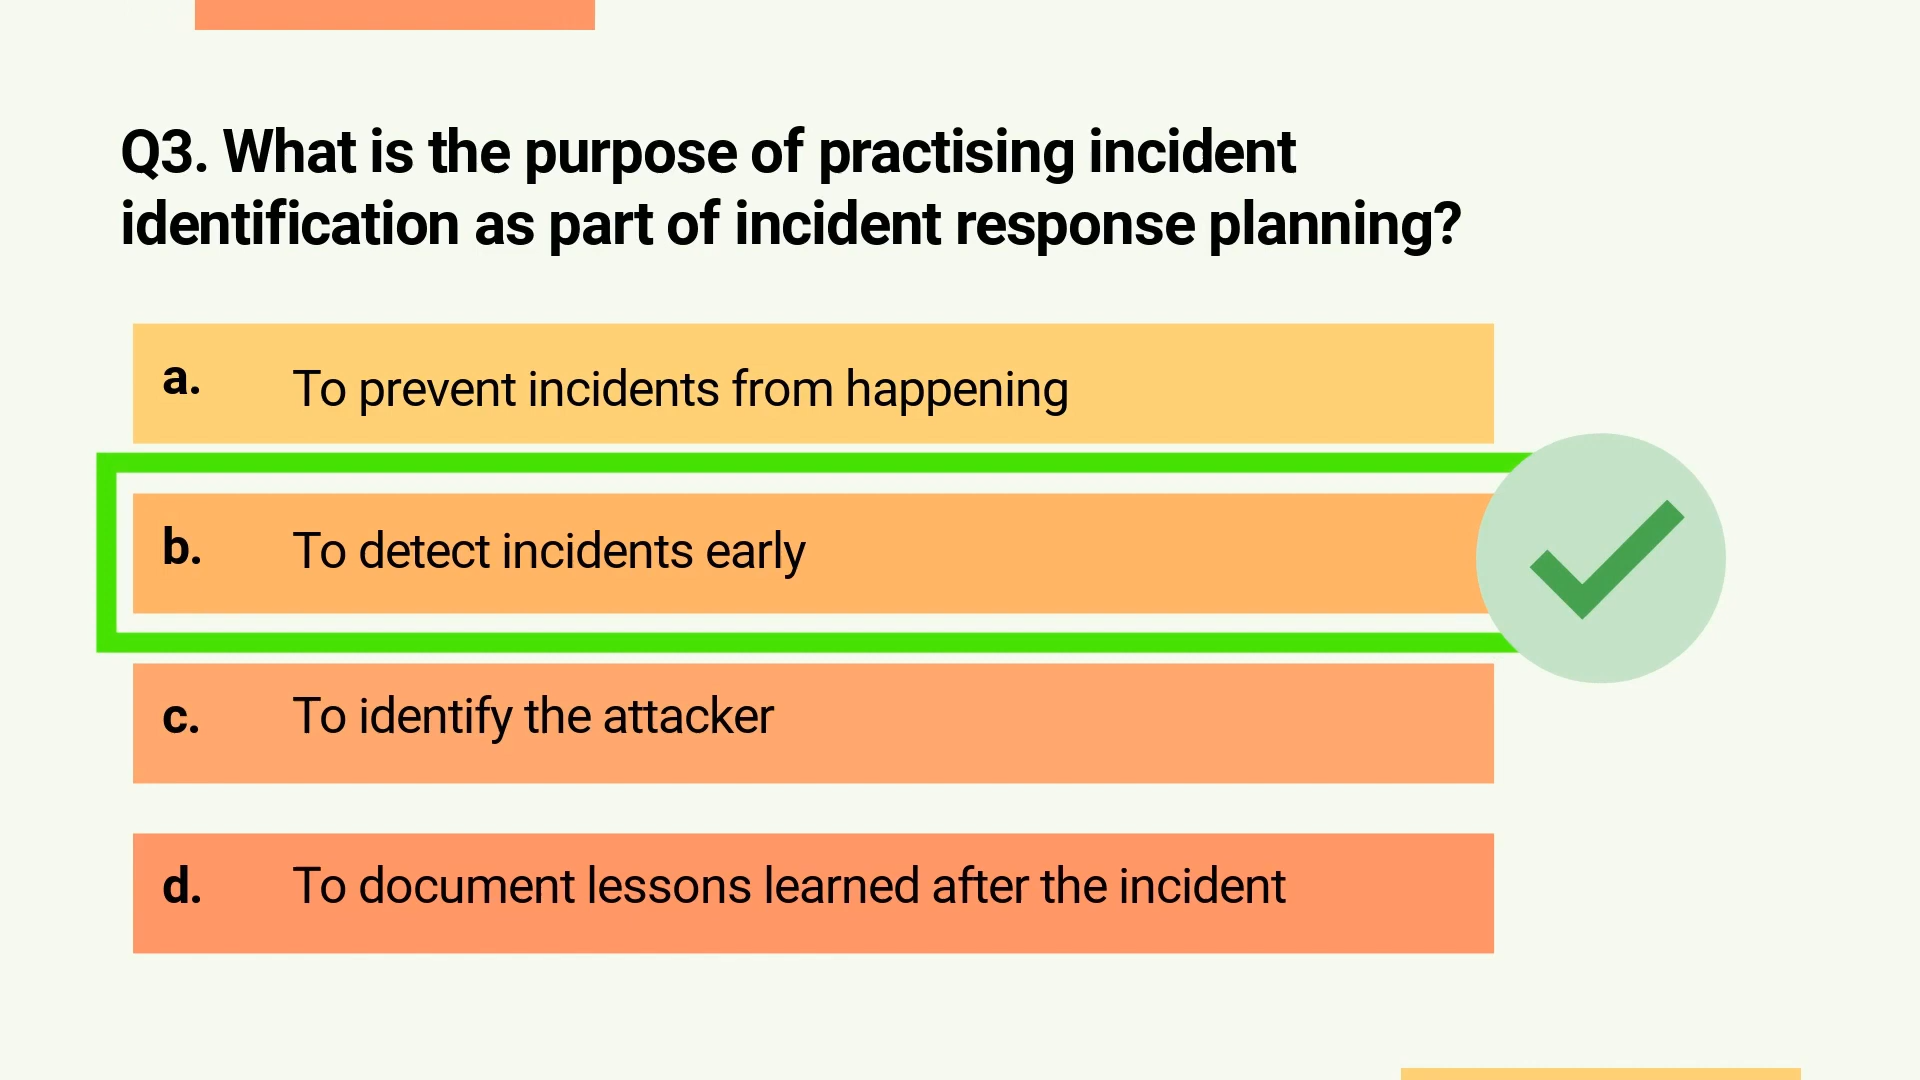 Q3. What is the purpose of practising incident
identification as part of incident response planning?
a. To prevent incidents from happening
b. To detect incidents early
c. To identify the attacker
d. To document lessons learned after the incident